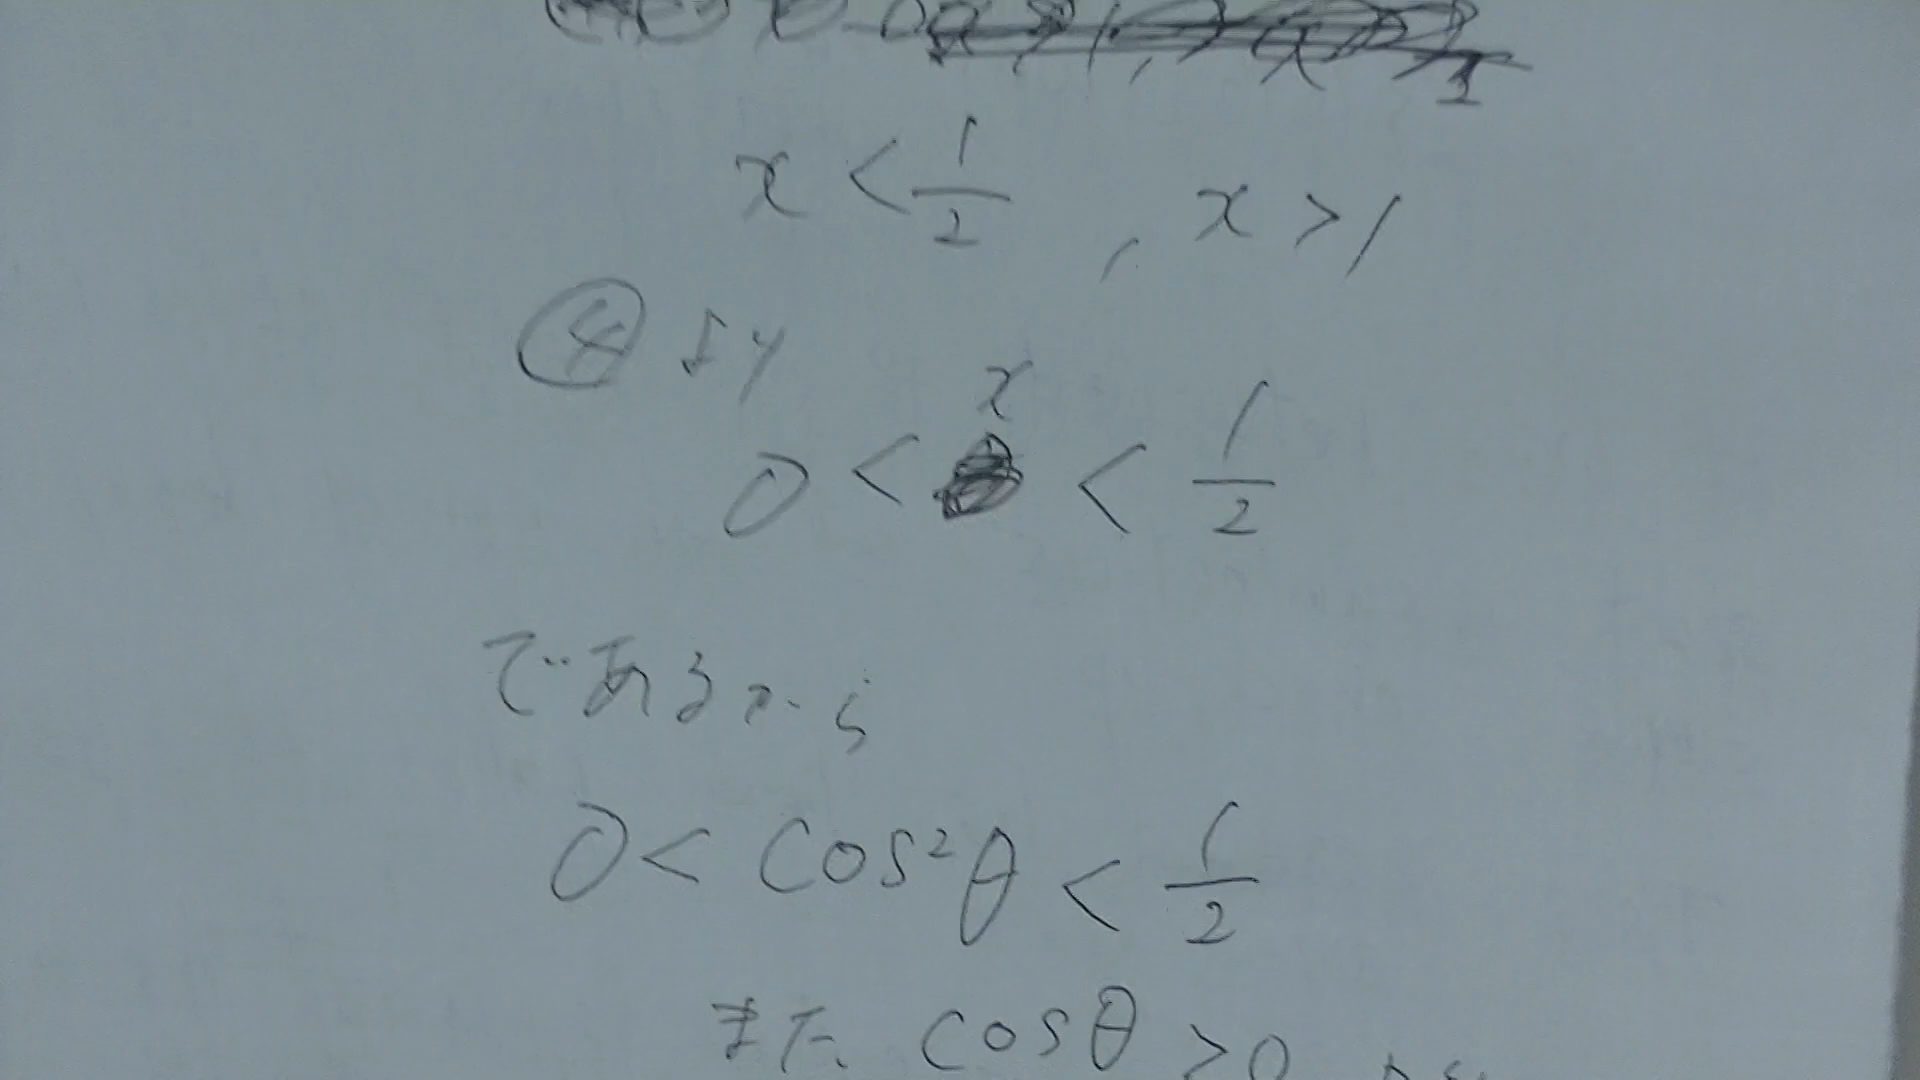 x < 1/2 , x > 1
④より
0 < x < 1/2
であるから
0 < cos²θ < 1/2
また、cosθ > 0